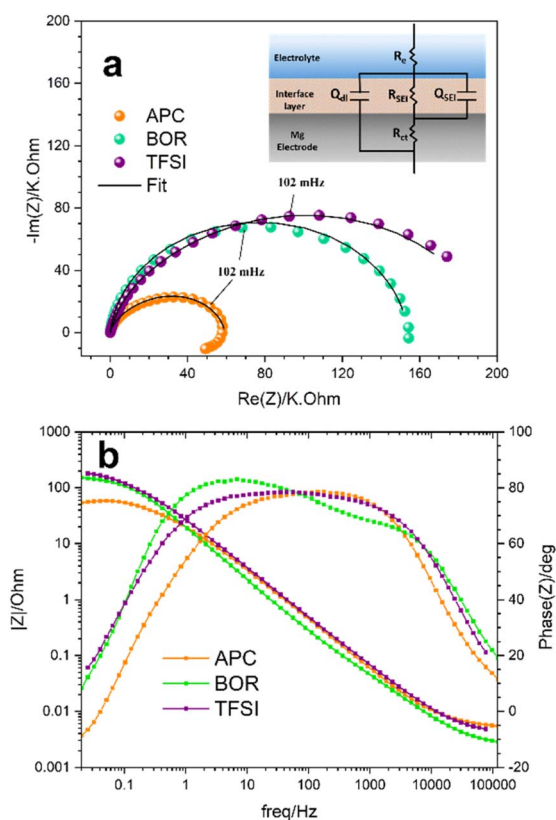 200
160
120
80
40
0
-Im(Z)/K.Ohm
a
APC
BOR
TFSI
Fit
Electrolyte
Interface
layer
Mg
Electrode
Re
Qdl
RSEI
QSEI
Rct
102 mHz
102 mHz
0 40 80 120 160 200
Re(Z)/K.Ohm
b
1000
100
10
1
0.1
0.01
0.001
|Z|/Ohm
APC
BOR
TFSI
100
80
60
40
20
0
-20
Phase(Z)/deg
0.1 1 10 100 1000 10000 100000
freq/Hz